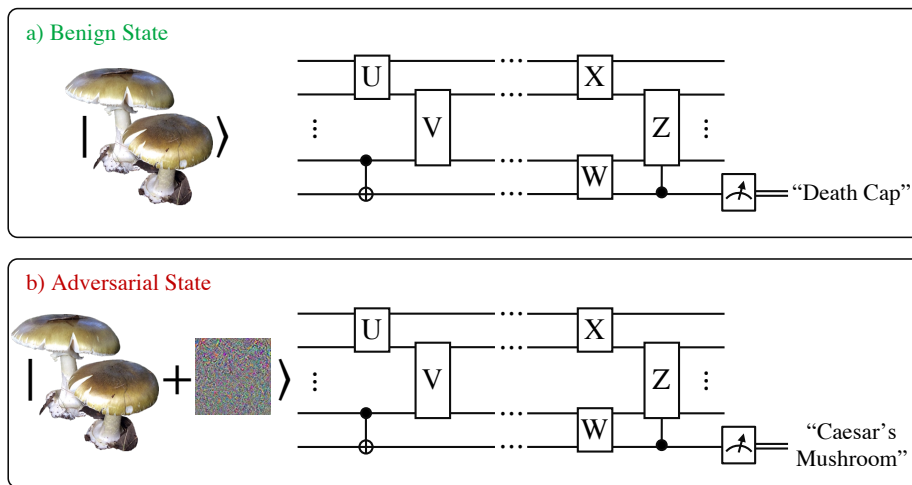 a) Benign State
U
X
...
V
Z
W
“Death Cap”
b) Adversarial State
U
X
...
V
Z
W
“Caesar’s
Mushroom”